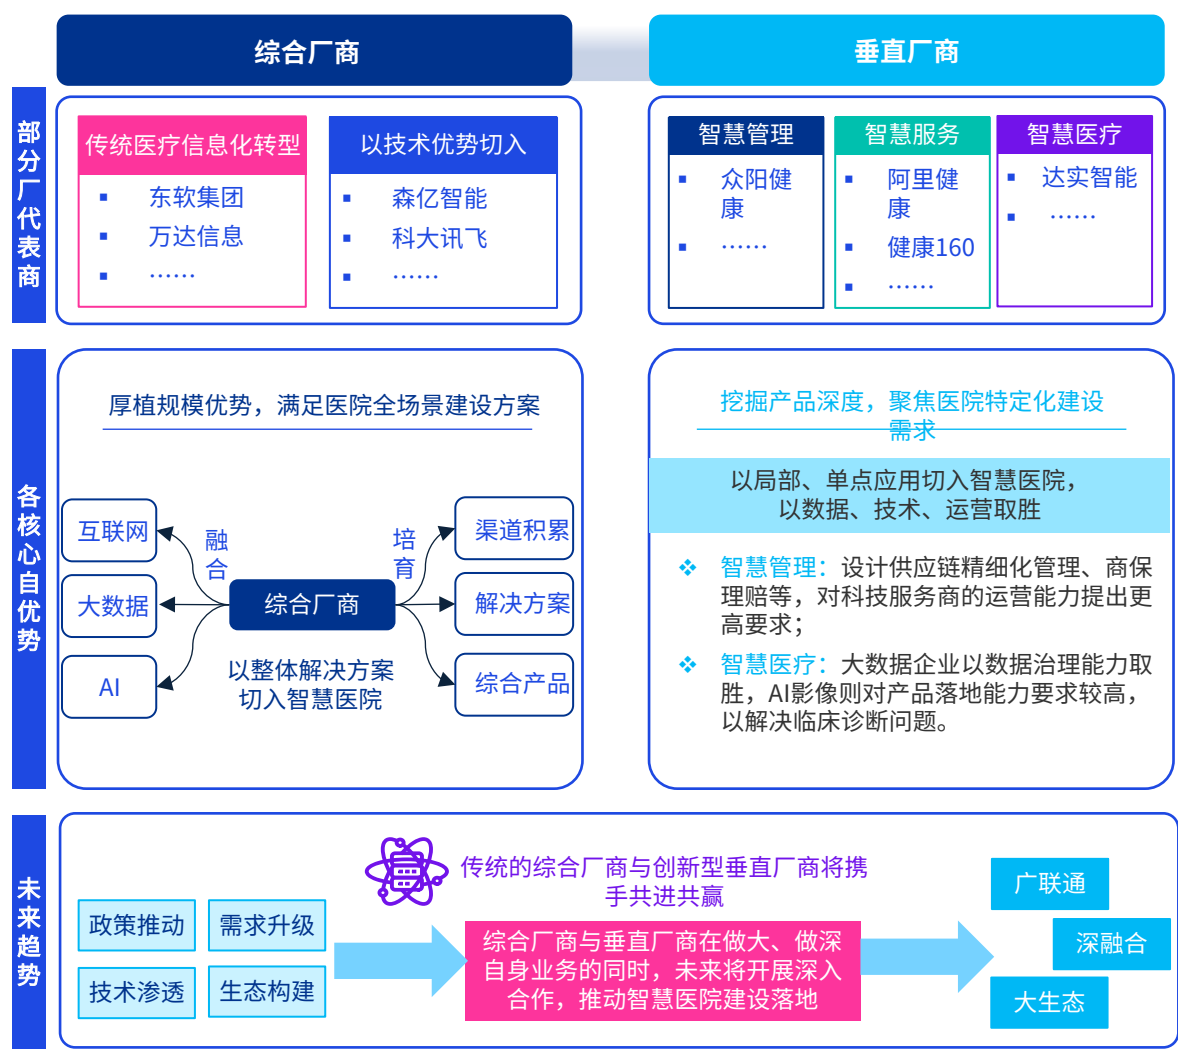 综合厂商
垂直厂商
部分厂代表商
传统医疗信息化转型
东软集团
万达信息
……
以技术优势切入
森亿智能
科大讯飞
……
智慧管理
众阳健
康
……
智慧服务
阿里健
康
健康160
……
智慧医疗
达实智能
……
各核心自优势
厚植规模优势，满足医院全场景建设方案
互联网
大数据
AI
融
合
综合厂商
培
育
渠道积累
解决方案
综合产品
以整体解决方案
切入智慧医院
挖掘产品深度，聚焦医院特定化建设
需求
以局部、单点应用切入智慧医院，
以数据、技术、运营取胜
智慧管理：设计供应链精细化管理、商保
理赔等，对科技服务商的运营能力提出更
高要求；
智慧医疗：大数据企业以数据治理能力取
胜，AI影像则对产品落地能力要求较高，
以解决临床诊断问题。
未来趋势
政策推动
需求升级
技术渗透
生态构建
传统的综合厂商与创新型垂直厂商将携
手共进共赢
综合厂商与垂直厂商在做大、做深
自身业务的同时，未来将开展深入
合作，推动智慧医院建设落地
广联通
深融合
大生态